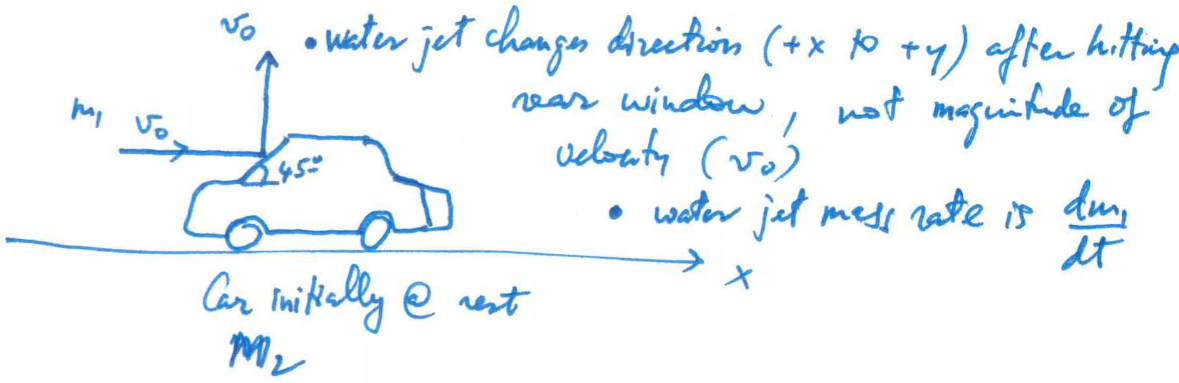 v₀
• water jet changes direction (+x to +y) after hitting
rear window, not magnitude of
m₁ v₀
velocity (v₀)
45°
• water jet mass rate is dm₁/dt
x
Car initially @ rest
m₂